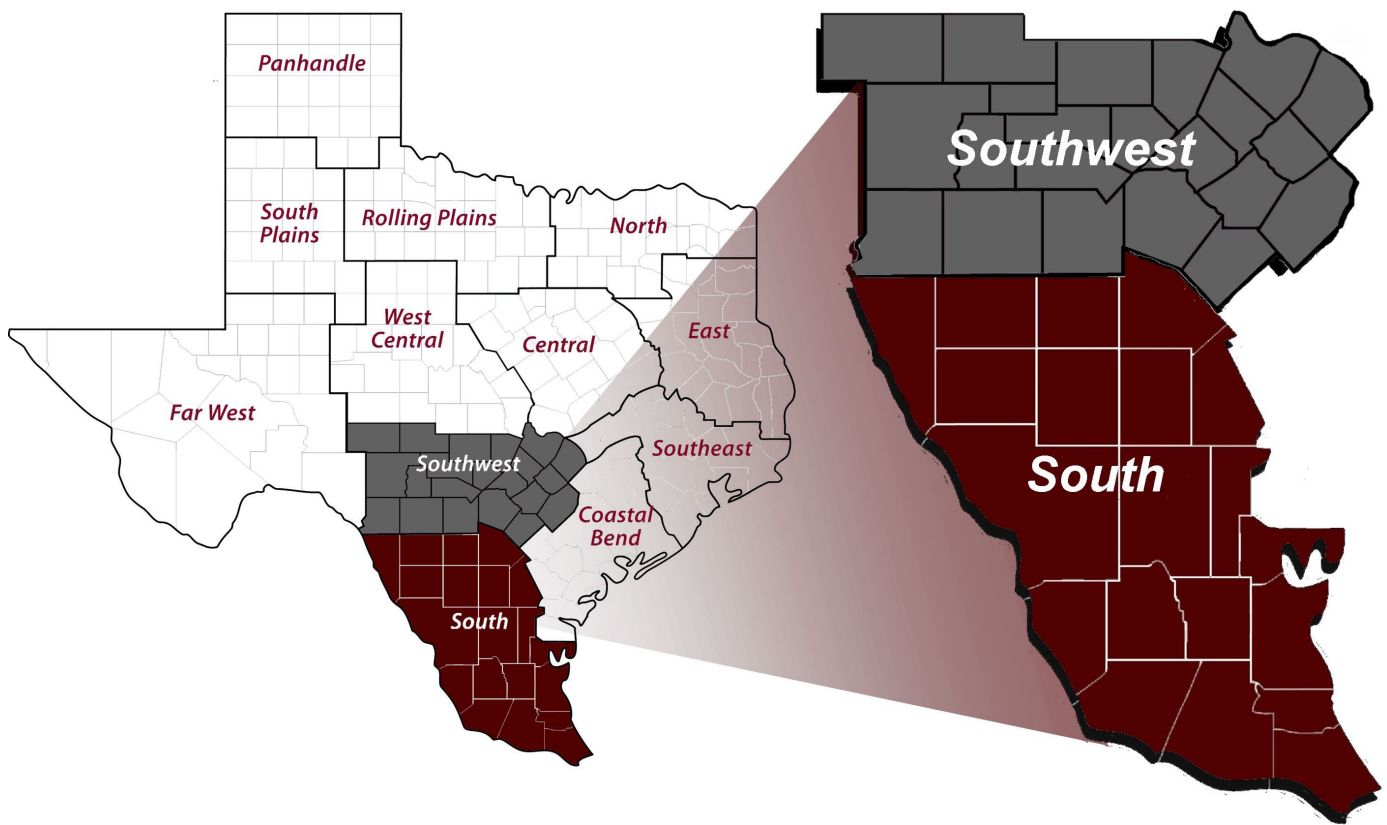 Panhandle
South
Plains
Rolling Plains
North
West
Central
Central
East
Far West
Southwest
Southeast
Coastal
Bend
South
Southwest
South